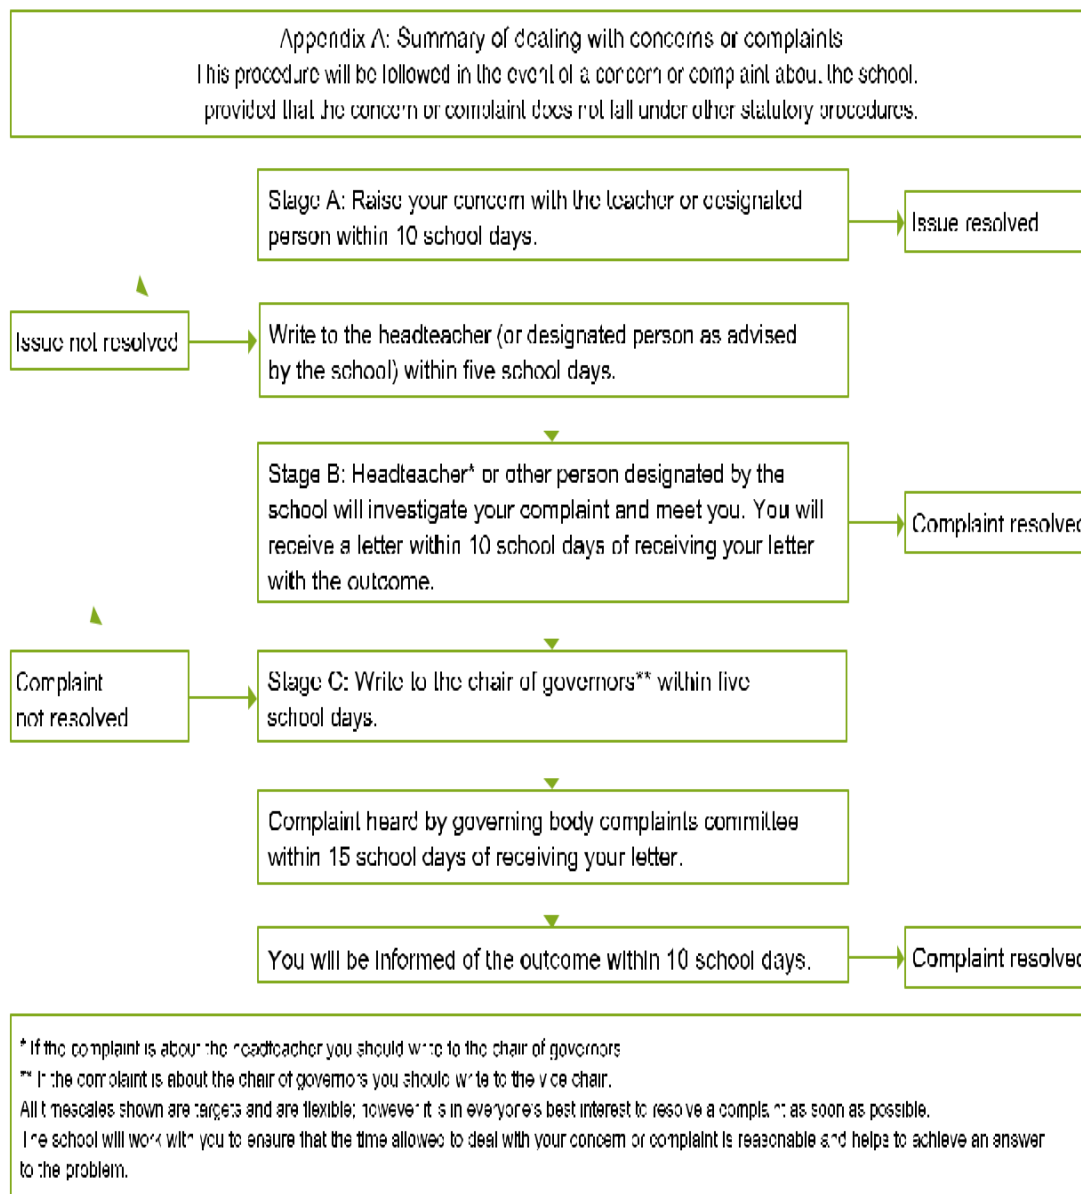 Appendix A: Summary of dealing with concerns or complaints
This procedure will be followed in the event of a concern or complaint about the school,
provided that the concern or complaint does not fall under other statutory procedures.
Stage A: Raise your concern with the teacher or designated
person within 10 school days.
Issue resolved
Issue not resolved
Write to the headteacher (or designated person as advised
by the school) within five school days.
Stage B: Headteacher* or other person designated by the
school will investigate your complaint and meet you. You will
receive a letter within 10 school days of receiving your letter
with the outcome.
Complaint resolved
Complaint
not resolved
Stage C: Write to the chair of governors** within five
school days.
Complaint heard by governing body complaints committee
within 15 school days of receiving your letter.
You will be informed of the outcome within 10 school days.
Complaint resolved
* If the complaint is about the headteacher you should write to the chair of governors
** If the complaint is about the chair of governors you should write to the vice chair.
All timescales shown are targets and are flexible; however it is in everyone's best interest to resolve a complaint as soon as possible.
The school will work with you to ensure that the time allowed to deal with your concern or complaint is reasonable and helps to achieve an answer
to the problem.